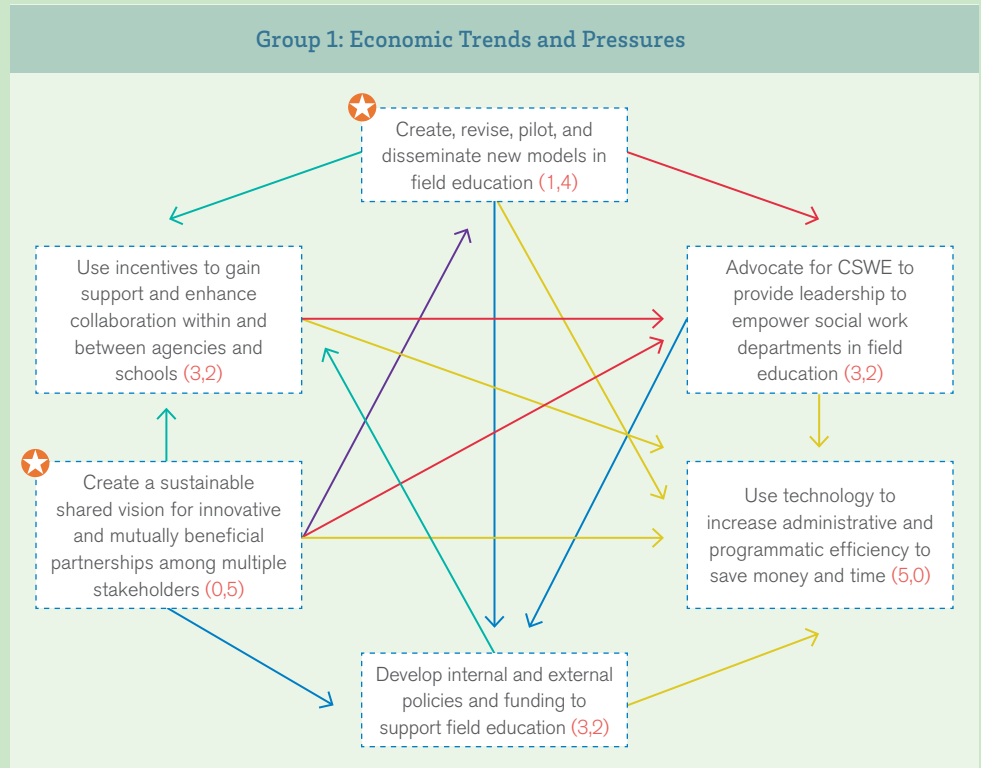 Group 1: Economic Trends and Pressures
Create, revise, pilot, and
disseminate new models in
field education (1,4)
Use incentives to gain
support and enhance
collaboration within and
between agencies and
schools (3,2)
Advocate for CSWE to
provide leadership to
empower social work
departments in field
education (3,2)
Create a sustainable
shared vision for innovative
and mutually beneficial
partnerships among multiple
stakeholders (0,5)
Use technology to
increase administrative and
programmatic efficiency to
save money and time (5,0)
Develop internal and external
policies and funding to
support field education (3,2)